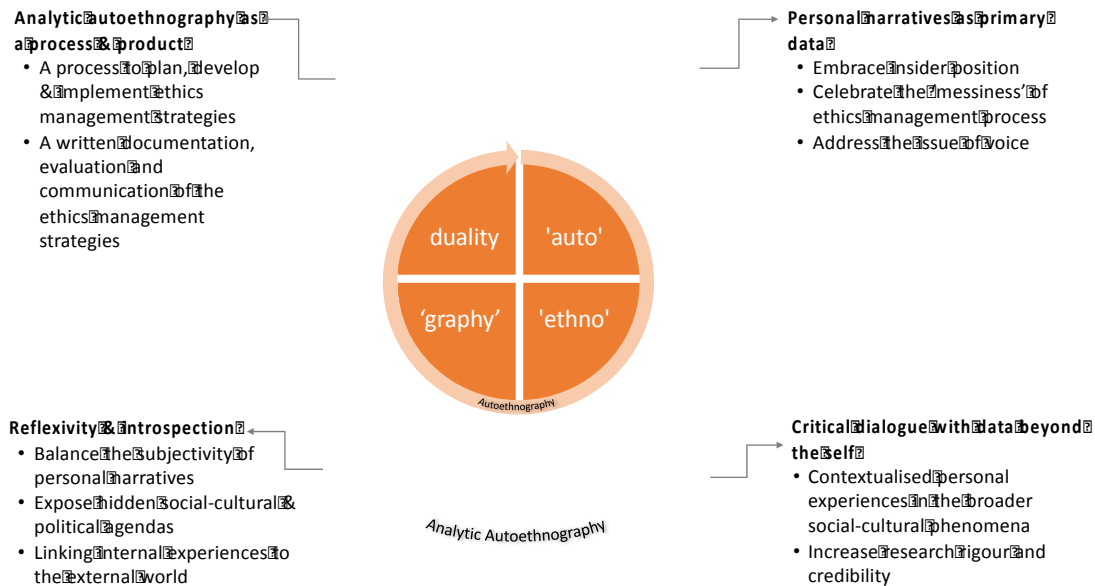 Analytic autoethnography as
a process & product
• A process to plan, develop
& implement ethics
management strategies
• A written documentation,
evaluation and
communication of the
ethics management
strategies
Personal narratives as primary
data
• Embrace insider position
• Celebrate the 'messiness' of
ethics management process
• Address the issue of voice
duality
'auto'
‘graphy’
'ethno'
Autoethnography
Reflexivity & introspection
• Balance the subjectivity of
personal narratives
• Expose hidden social-cultural &
political agendas
• Linking internal experiences to
the external world
Critical dialogue with data beyond
the self
• Contextualised personal
experiences in the broader
social-cultural phenomena
• Increase research rigour and
credibility
Analytic Autoethnography